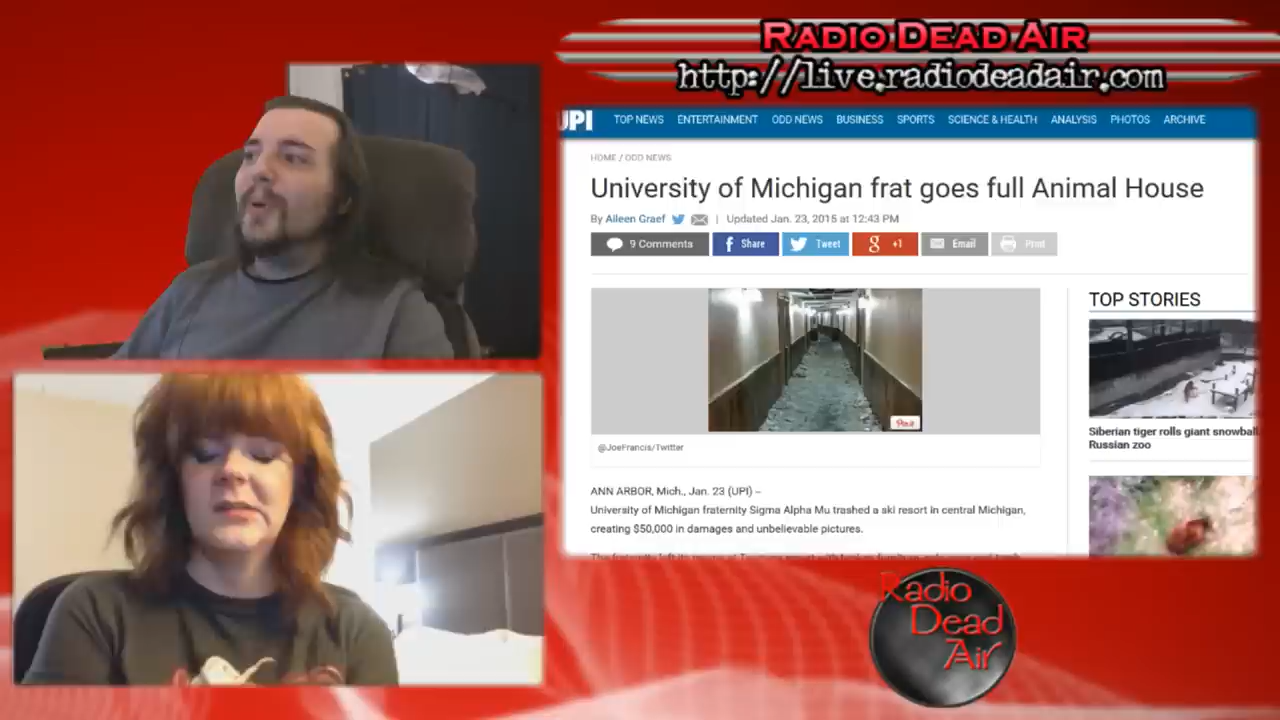 RADIO DEAD AIR
http://live.radiodeadair.com
UPI
TOP NEWS ENTERTAINMENT ODD NEWS BUSINESS SPORTS SCIENCE & HEALTH ANALYSIS PHOTOS ARCHIVE
HOME / ODD NEWS
University of Michigan frat goes full Animal House
By Aileen Graef | Updated Jan. 23, 2015 at 12:43 PM
9 Comments Share Tweet +1 Email Print
TOP STORIES
Pin it
Siberian tiger rolls giant snowball
Russian zoo
@JoeFrancis/Twitter
ANN ARBOR, Mich., Jan. 23 (UPI) –
University of Michigan fraternity Sigma Alpha Mu trashed a ski resort in central Michigan,
creating $50,000 in damages and unbelievable pictures.
Radio
Dead
Air